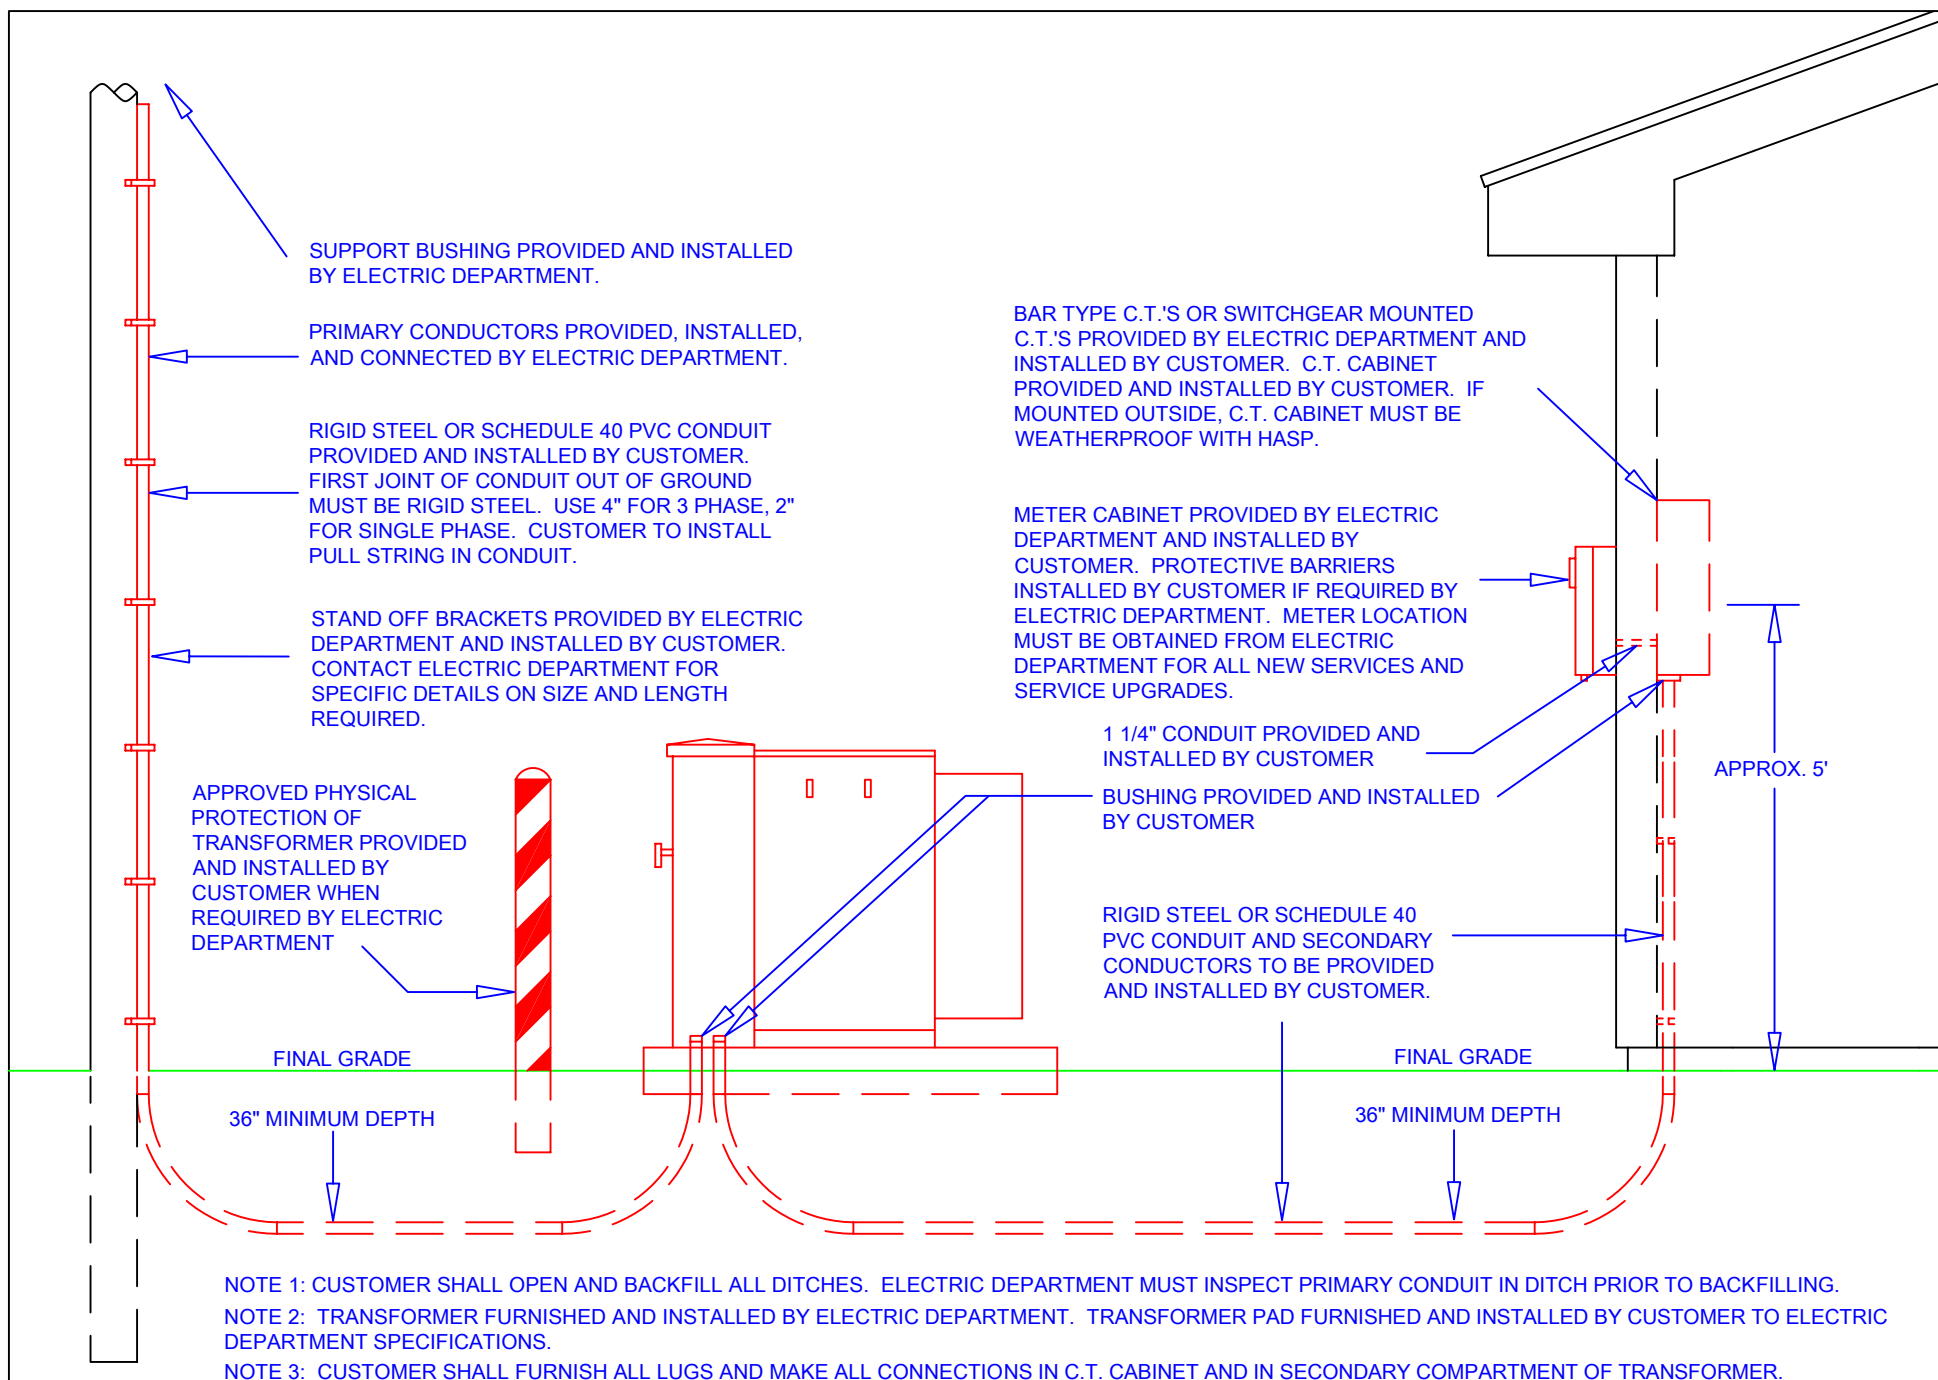 SUPPORT BUSHING PROVIDED AND INSTALLED
BY ELECTRIC DEPARTMENT.
PRIMARY CONDUCTORS PROVIDED, INSTALLED,
AND CONNECTED BY ELECTRIC DEPARTMENT.
RIGID STEEL OR SCHEDULE 40 PVC CONDUIT
PROVIDED AND INSTALLED BY CUSTOMER.
FIRST JOINT OF CONDUIT OUT OF GROUND
MUST BE RIGID STEEL. USE 4" FOR 3 PHASE, 2"
FOR SINGLE PHASE. CUSTOMER TO INSTALL
PULL STRING IN CONDUIT.
STAND OFF BRACKETS PROVIDED BY ELECTRIC
DEPARTMENT AND INSTALLED BY CUSTOMER.
CONTACT ELECTRIC DEPARTMENT FOR
SPECIFIC DETAILS ON SIZE AND LENGTH
REQUIRED.
APPROVED PHYSICAL
PROTECTION OF
TRANSFORMER PROVIDED
AND INSTALLED BY
CUSTOMER WHEN
REQUIRED BY ELECTRIC
DEPARTMENT
FINAL GRADE
36" MINIMUM DEPTH
BAR TYPE C.T.'S OR SWITCHGEAR MOUNTED
C.T.'S PROVIDED BY ELECTRIC DEPARTMENT AND
INSTALLED BY CUSTOMER. C.T. CABINET
PROVIDED AND INSTALLED BY CUSTOMER. IF
MOUNTED OUTSIDE, C.T. CABINET MUST BE
WEATHERPROOF WITH HASP.
METER CABINET PROVIDED BY ELECTRIC
DEPARTMENT AND INSTALLED BY
CUSTOMER. PROTECTIVE BARRIERS
INSTALLED BY CUSTOMER IF REQUIRED BY
ELECTRIC DEPARTMENT. METER LOCATION
MUST BE OBTAINED FROM ELECTRIC
DEPARTMENT FOR ALL NEW SERVICES AND
SERVICE UPGRADES.
1 1/4" CONDUIT PROVIDED AND
INSTALLED BY CUSTOMER
BUSHING PROVIDED AND INSTALLED
BY CUSTOMER
APPROX. 5'
RIGID STEEL OR SCHEDULE 40
PVC CONDUIT AND SECONDARY
CONDUCTORS TO BE PROVIDED
AND INSTALLED BY CUSTOMER.
FINAL GRADE
36" MINIMUM DEPTH
NOTE 1: CUSTOMER SHALL OPEN AND BACKFILL ALL DITCHES. ELECTRIC DEPARTMENT MUST INSPECT PRIMARY CONDUIT IN DITCH PRIOR TO BACKFILLING.
NOTE 2: TRANSFORMER FURNISHED AND INSTALLED BY ELECTRIC DEPARTMENT. TRANSFORMER PAD FURNISHED AND INSTALLED BY CUSTOMER TO ELECTRIC
DEPARTMENT SPECIFICATIONS.
NOTE 3: CUSTOMER SHALL FURNISH ALL LUGS AND MAKE ALL CONNECTIONS IN C.T. CABINET AND IN SECONDARY COMPARTMENT OF TRANSFORMER.